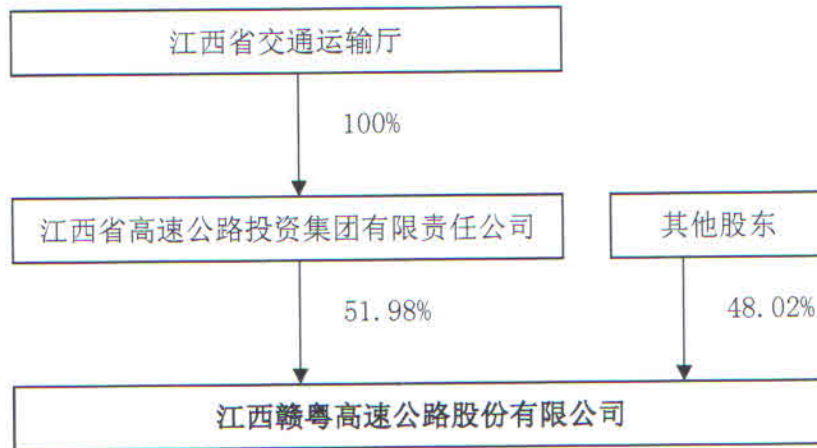 江西省交通运输厅
100%
江西省高速公路投资集团有限责任公司
其他股东
51.98%
48.02%
江西赣粤高速公路股份有限公司